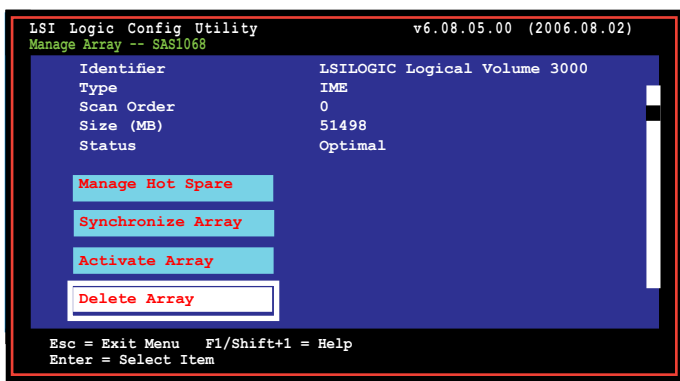 LSI Logic Config Utility v6.08.05.00 (2006.08.02)
Manage Array -- SAS1068
Identifier LSILOGIC Logical Volume 3000
Type IME
Scan Order 0
Size (MB) 51498
Status Optimal
Manage Hot Spare
Synchronize Array
Activate Array
Delete Array
Esc = Exit Menu F1/Shift+1 = Help
Enter = Select Item